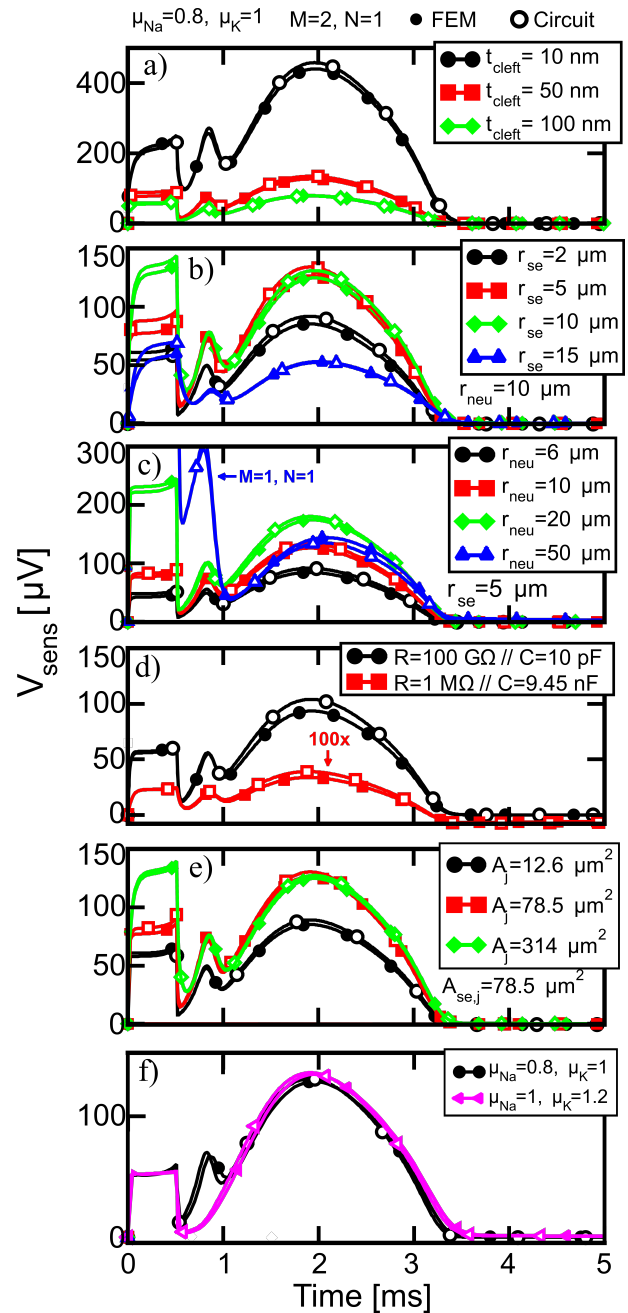 μNa=0.8, μK=1 M=2, N=1 FEM Circuit
a)
tcleft= 10 nm
tcleft= 50 nm
tcleft= 100 nm
400
200
0
b)
rse=2 μm
rse=5 μm
rse=10 μm
rse=15 μm
rneu=10 μm
150
100
50
0
c)
M=1, N=1
rneu=6 μm
rneu=10 μm
rneu=20 μm
rneu=50 μm
rse=5 μm
300
200
100
0
Vsens [μV]
d)
R=100 GΩ // C=10 pF
R=1 MΩ // C=9.45 nF
100x
150
100
50
0
e)
Aj=12.6 μm²
Aj=78.5 μm²
Aj=314 μm²
Ase,j=78.5 μm²
150
100
50
0
f)
μNa=0.8, μK=1
μNa=1, μK=1.2
100
0
0 1 2 3 4 5
Time [ms]